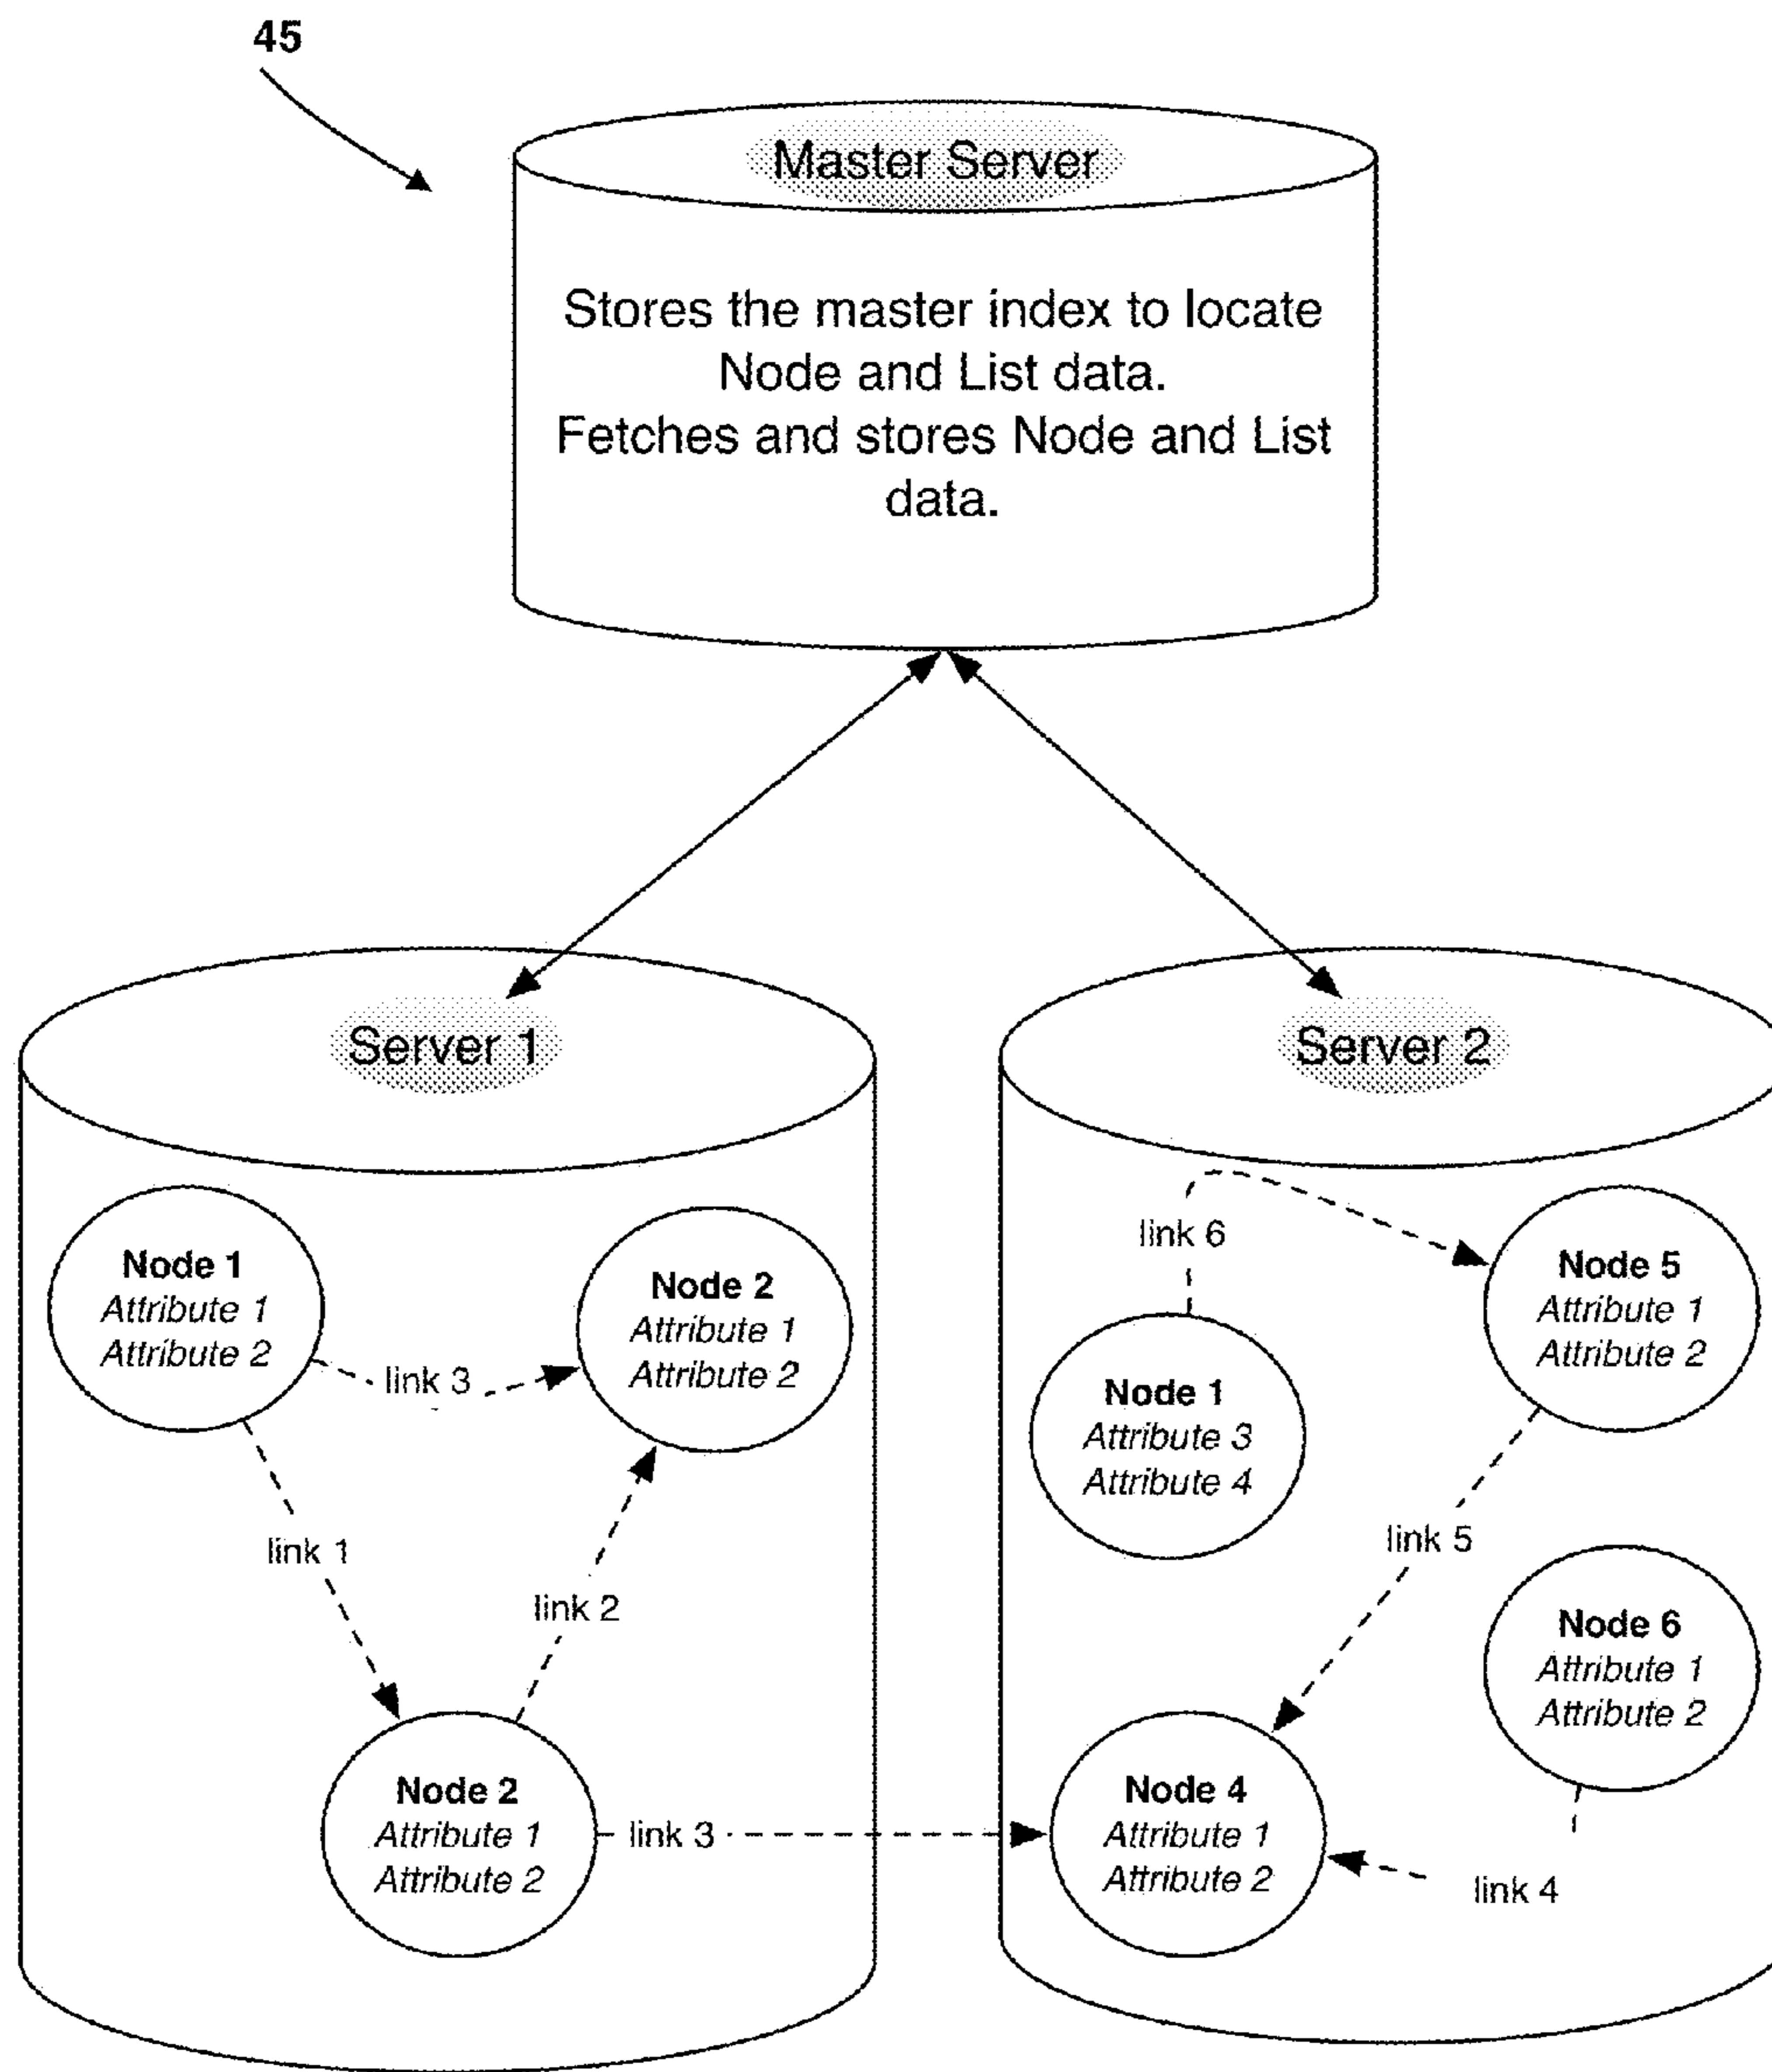 45
Master Server
Stores the master index to locate
Node and List data.
Fetches and stores Node and List
data.
Server 1
Node 1
Attribute 1
Attribute 2
Node 2
Attribute 1
Attribute 2
link 3
link 1
link 2
Node 2
Attribute 1
Attribute 2
link 3
Server 2
link 6
Node 5
Attribute 1
Attribute 2
Node 1
Attribute 3
Attribute 4
link 5
Node 6
Attribute 1
Attribute 2
Node 4
Attribute 1
Attribute 2
link 4